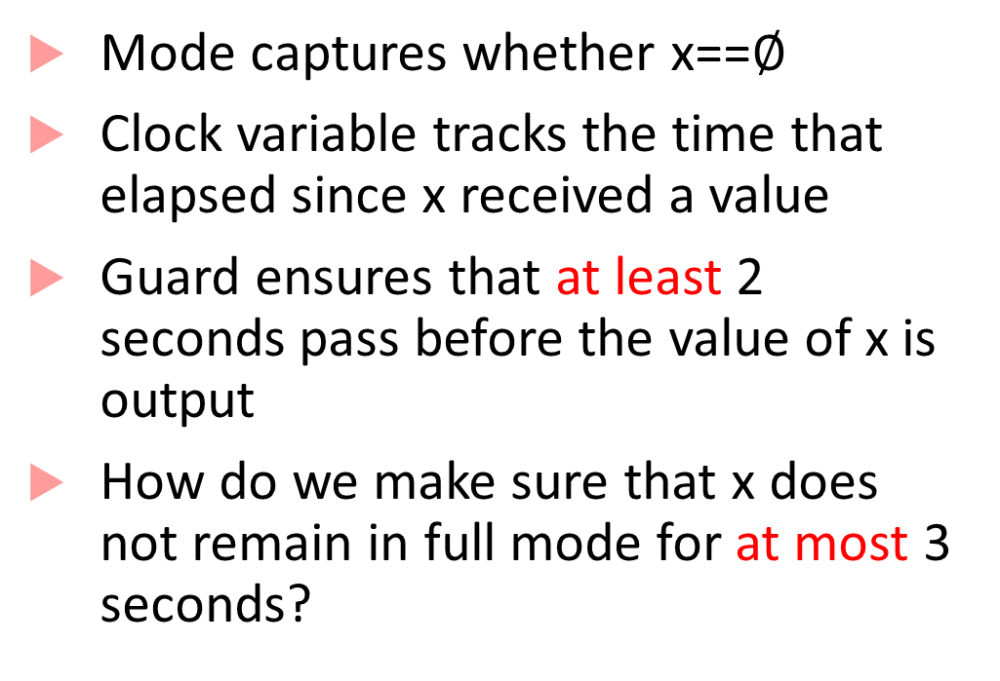 Mode captures whether x==∅
Clock variable tracks the time that
elapsed since x received a value
Guard ensures that at least 2
seconds pass before the value of x is
output
How do we make sure that x does
not remain in full mode for at most 3
seconds?